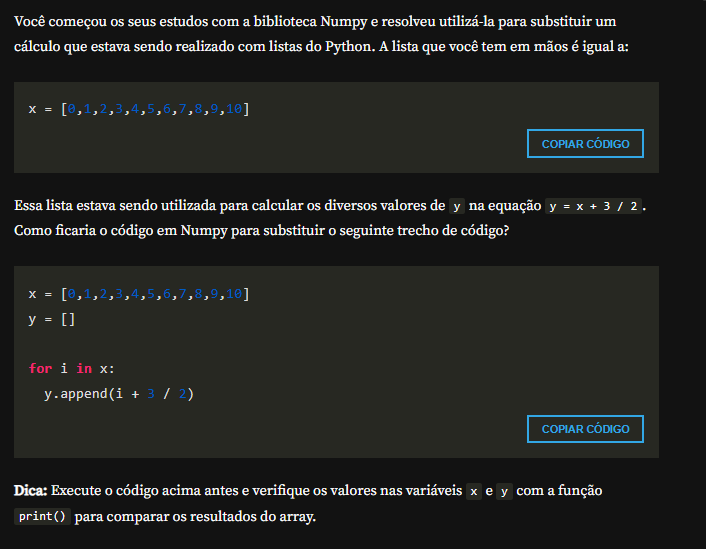 Você começou os seus estudos com a biblioteca Numpy e resolveu utilizá-la para substituir um
cálculo que estava sendo realizado com listas do Python. A lista que você tem em mãos é igual a:
x = [0,1,2,3,4,5,6,7,8,9,10]
COPIAR CÓDIGO
Essa lista estava sendo utilizada para calcular os diversos valores de y na equação y = x + 3 / 2.
Como ficaria o código em Numpy para substituir o seguinte trecho de código?
x = [0,1,2,3,4,5,6,7,8,9,10]
y = []
for i in x:
  y.append(i + 3 / 2)
COPIAR CÓDIGO
Dica: Execute o código acima antes e verifique os valores nas variáveis x e y com a função
print() para comparar os resultados do array.